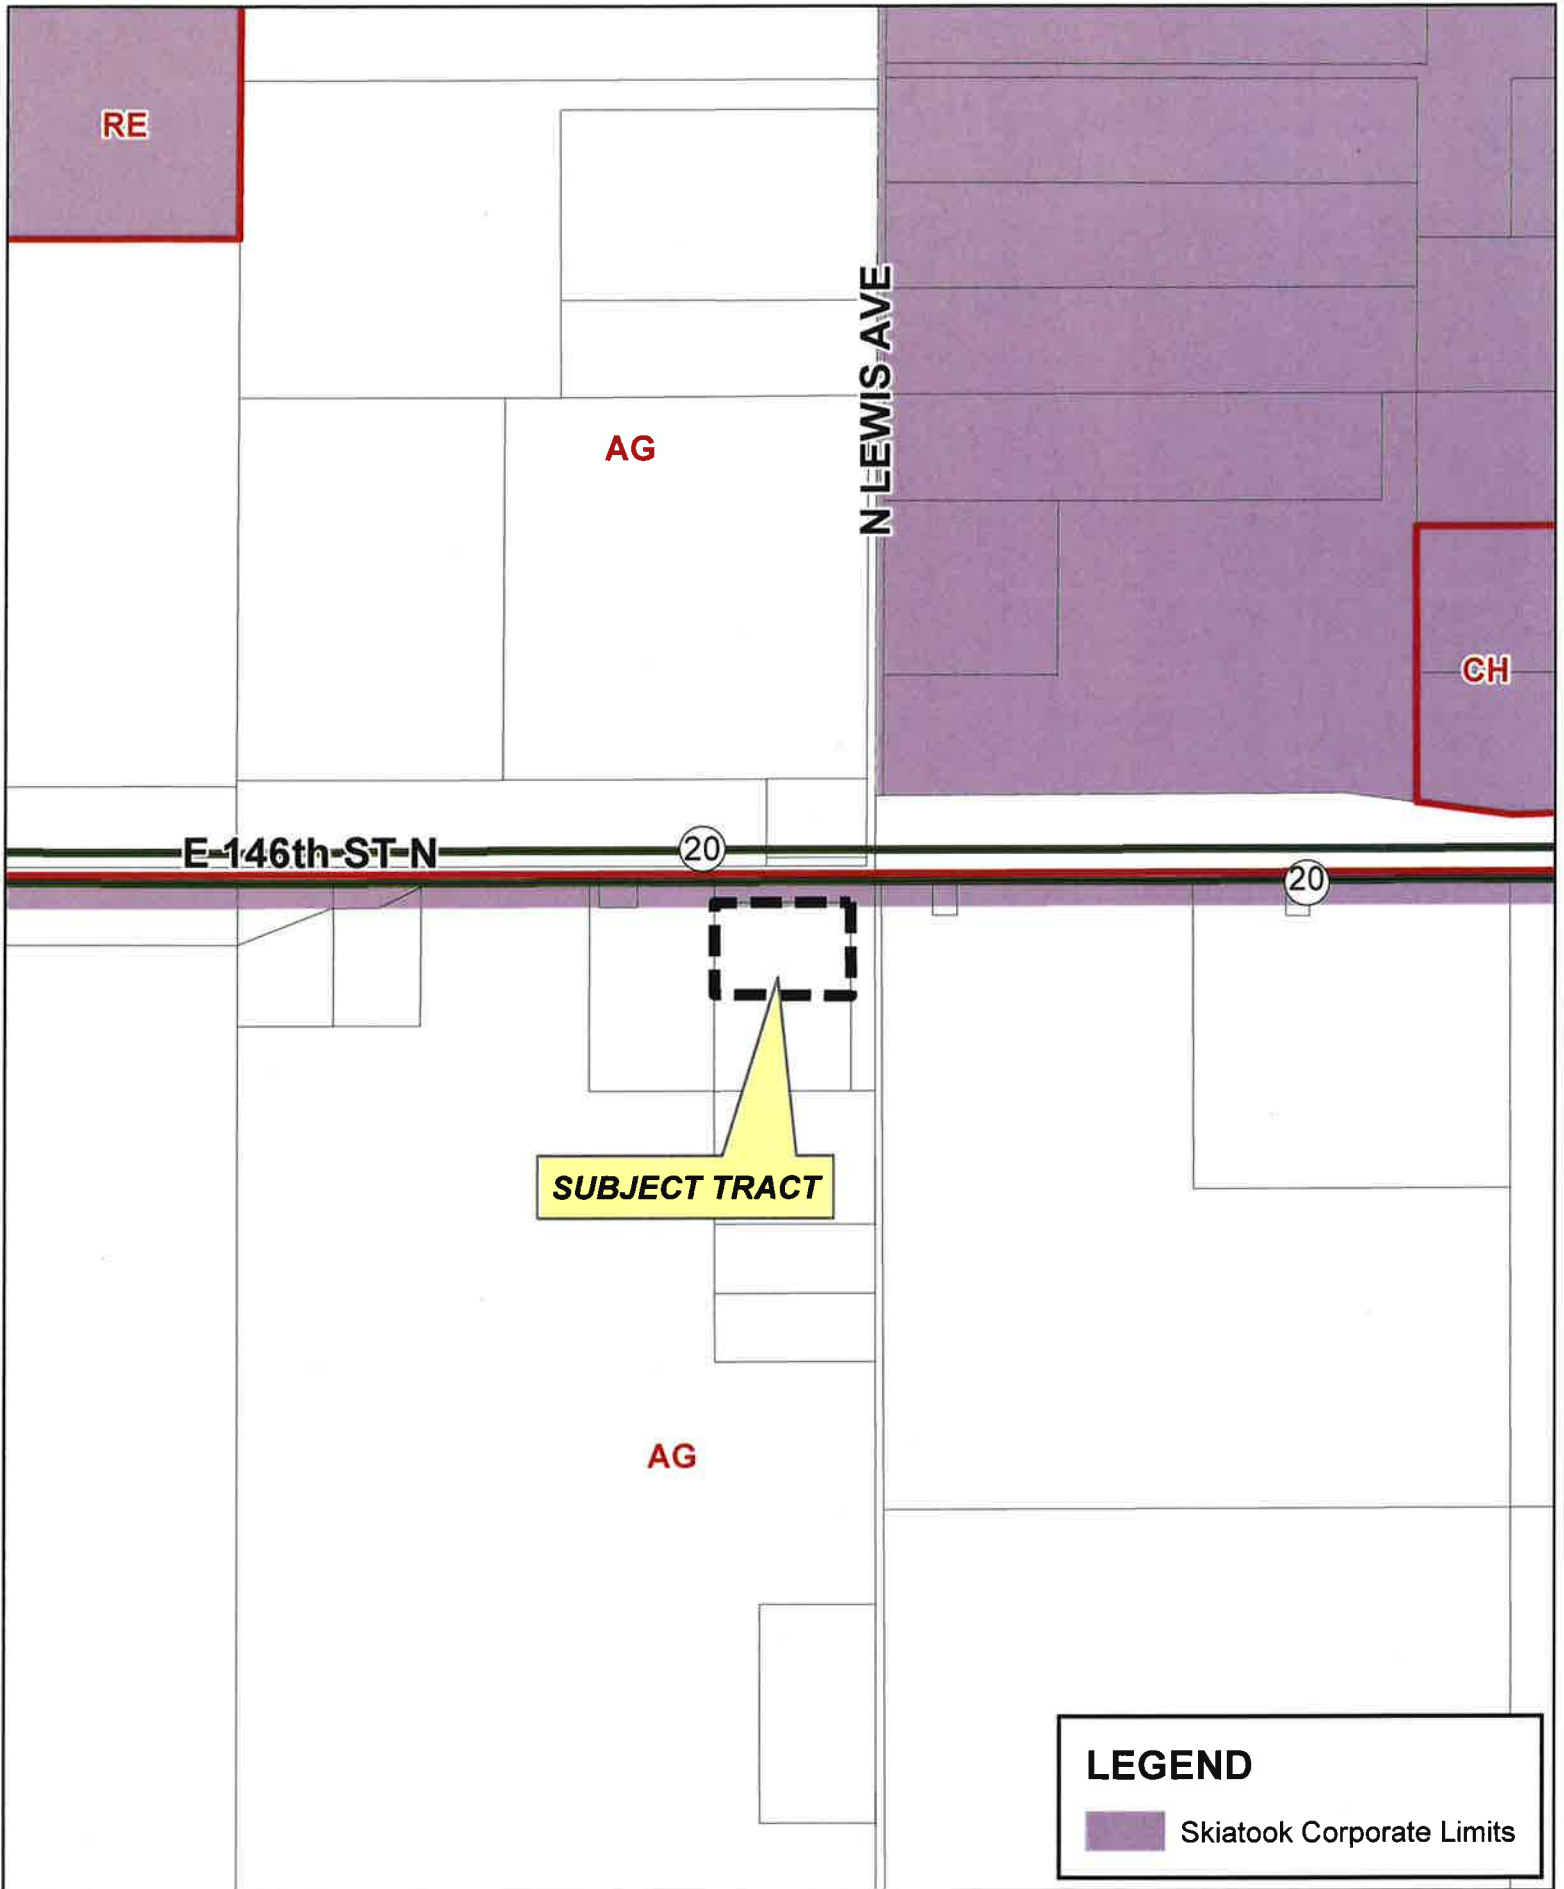 RE
AG
N LEWIS AVE
CH
E 146th ST N
20
20
SUBJECT TRACT
AG
LEGEND
Skiatook Corporate Limits